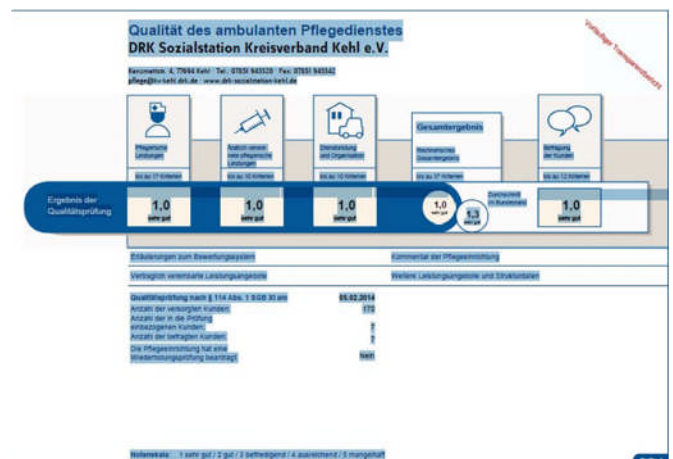 Qualität des ambulanten Pflegedienstes
DRK Sozialstation Kreisverband Kehl e.V.
Vorläufiger Transparenzbericht
4, 77694 Kehl · Tel.: 07851 943320 · Fax: 07851 943342
pflege@kv-kehl.drk.de · www.drk-sozialstation-kehl.de
Pflegerische
Leistungen
Ärztlich verord-
nete pflegerische
Leistungen
Dienstleistung
und Organisation
Gesamtergebnis
Rechnerisches
Gesamtergebnis
Befragung
der Kunden
bis zu 17 Kriterien
bis zu 10 Kriterien
bis zu 10 Kriterien
bis zu 37 Kriterien
bis zu 12 Kriterien
Ergebnis der
Qualitätsprüfung
1,0
sehr gut
1,0
sehr gut
1,0
sehr gut
1,0
sehr gut
1,3
sehr gut
Durchschnitt
im Bundesland
1,0
sehr gut
Erläuterungen zum Bewertungssystem
Kommentar der Pflegeeinrichtung
Vertraglich vereinbarte Leistungsangebote
Weitere Leistungsangebote und Strukturdaten
Qualitätsprüfung nach § 114 Abs. 1 SGB XI am 05.02.2014
Anzahl der versorgten Kunden: 170
Anzahl der in die Prüfung
einbezogenen Kunden: 7
Anzahl der befragten Kunden: 7
Die Pflegeeinrichtung hat eine
Wiederholungsprüfung beantragt: Nein
Notenskala: 1 sehr gut / 2 gut / 3 befriedigend / 4 ausreichend / 5 mangelhaft